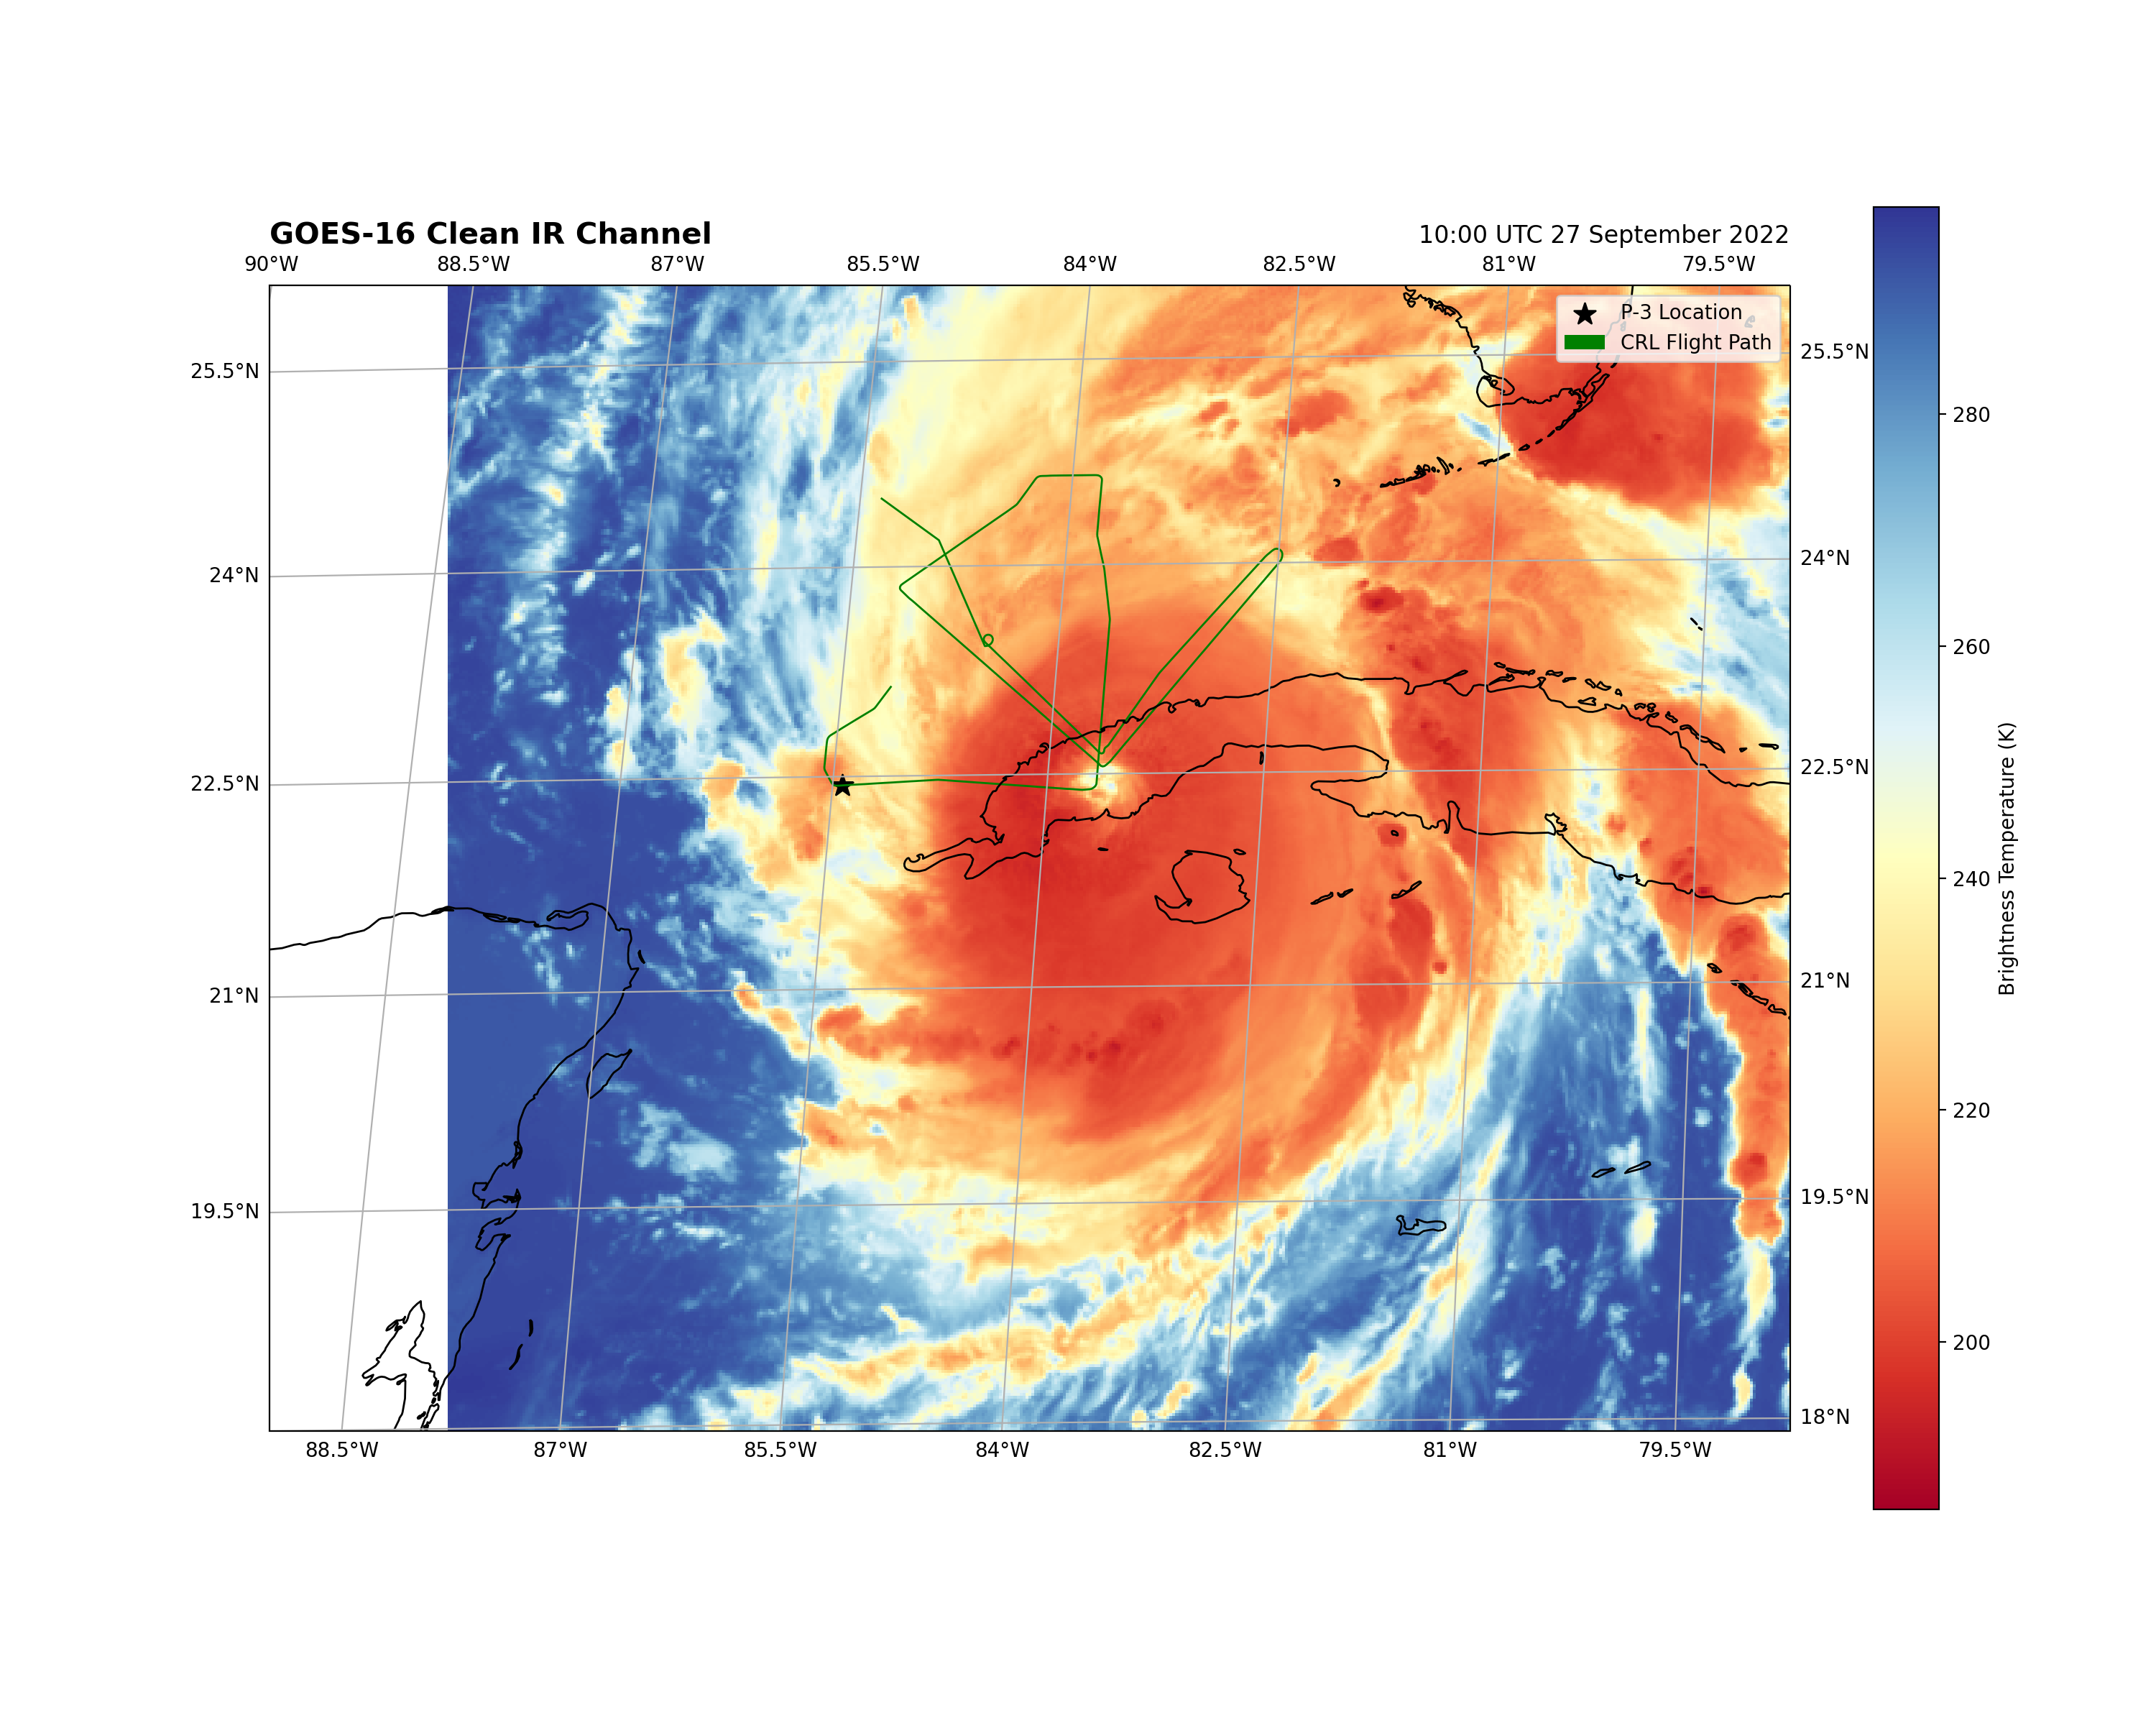 GOES-16 Clean IR Channel
10:00 UTC 27 September 2022
90°W 88.5°W 87°W 85.5°W 84°W 82.5°W 81°W 79.5°W
P-3 Location
CRL Flight Path
25.5°N 25.5°N
24°N 24°N
22.5°N 22.5°N
21°N 21°N
19.5°N 19.5°N
18°N
88.5°W 87°W 85.5°W 84°W 82.5°W 81°W 79.5°W
280
260
240
220
200
Brightness Temperature (K)